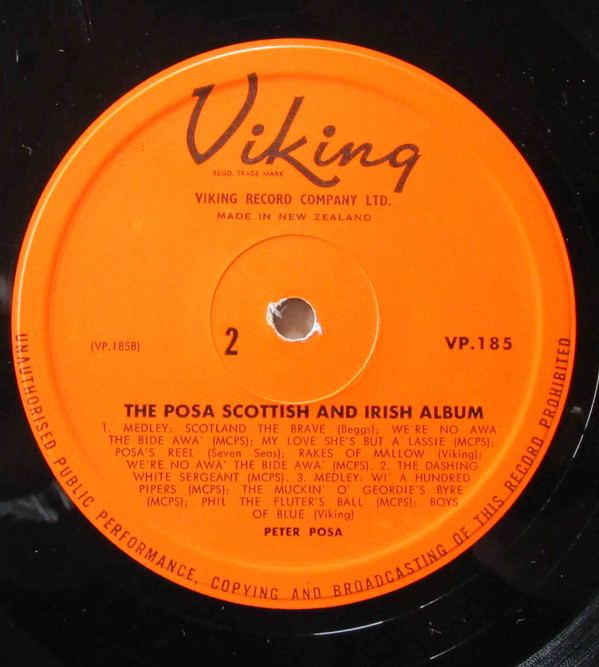 Viking
REGD. TRADE MARK
VIKING RECORD COMPANY LTD.
MADE IN NEW ZEALAND
(VP.185B)
2
VP.185
THE POSA SCOTTISH AND IRISH ALBUM
1. MEDLEY: SCOTLAND THE BRAVE (Beggs); WE'RE NO AWA'
THE BIDE AWA' (MCPS); MY LOVE SHE'S BUT A LASSIE (MCPS);
POSA'S REEL (Seven Seas); RAKES OF MALLOW (Viking);
WE'RE NO AWA' THE BIDE AWA' (MCPS). 2. THE DASHING
WHITE SERGEANT (MCPS). 3. MEDLEY: WI' A HUNDRED
PIPERS (MCPS); THE MUCKIN' O' GEORDIE'S BYRE
(MCPS); PHIL THE FLUTER'S BALL (MCPS); BOYS
OF BLUE (Viking)
PETER POSA
UNAUTHORISED PUBLIC PERFORMANCE, COPYING AND BROADCASTING OF THIS RECORD PROHIBITED